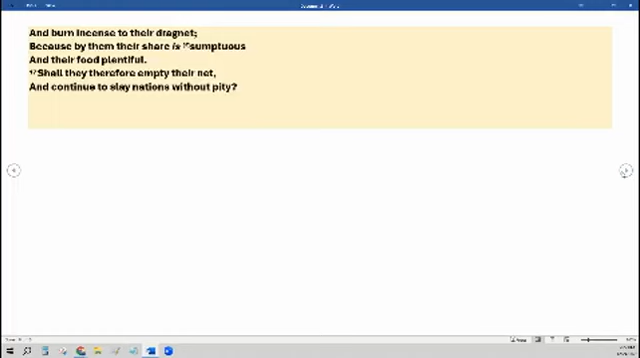 And burn incense to their dragnet;
Because by them their share is sumptuous
And their food plentiful.
17 Shall they therefore empty their net,
And continue to slay nations without pity?